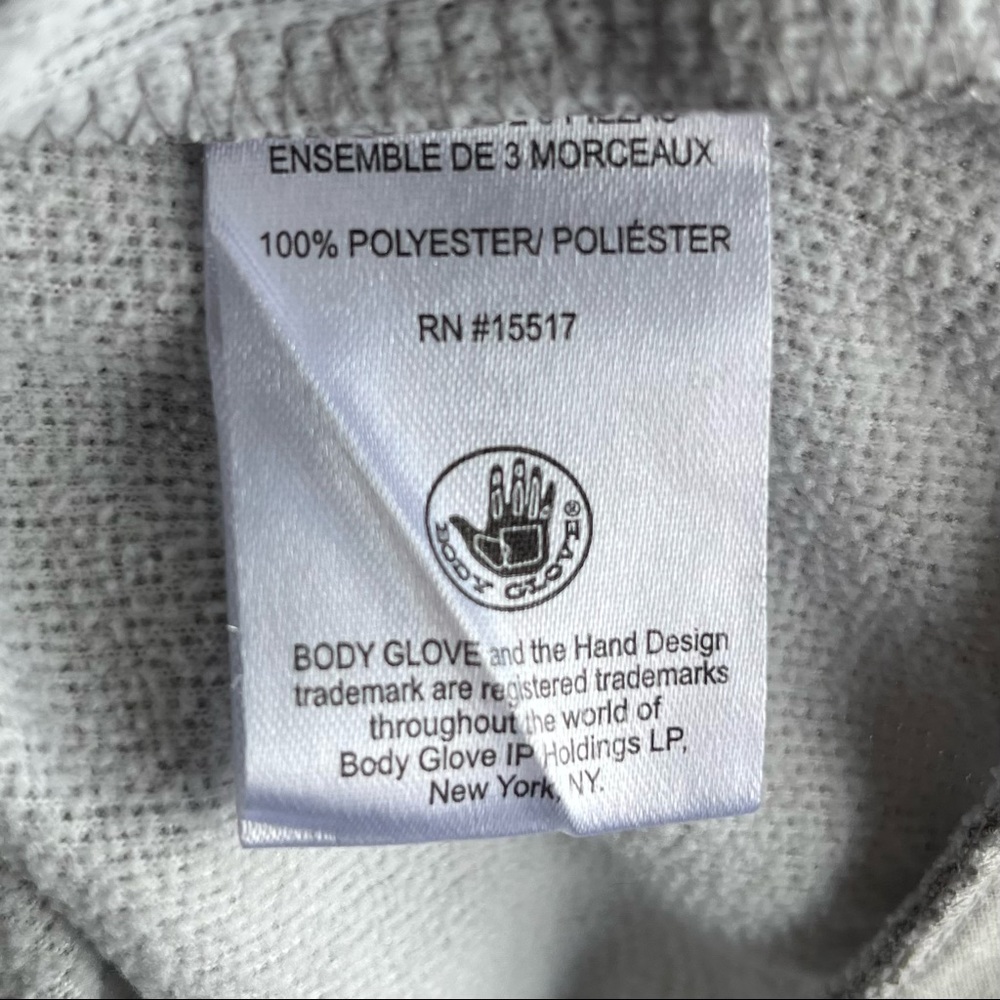 ENSEMBLE DE 3 MORCEAUX
100% POLYESTER/ POLIÉSTER
RN #15517
BODY GLOVE®
BODY GLOVE and the Hand Design
trademark are registered trademarks
throughout the world of
Body Glove IP Holdings LP,
New York, NY.